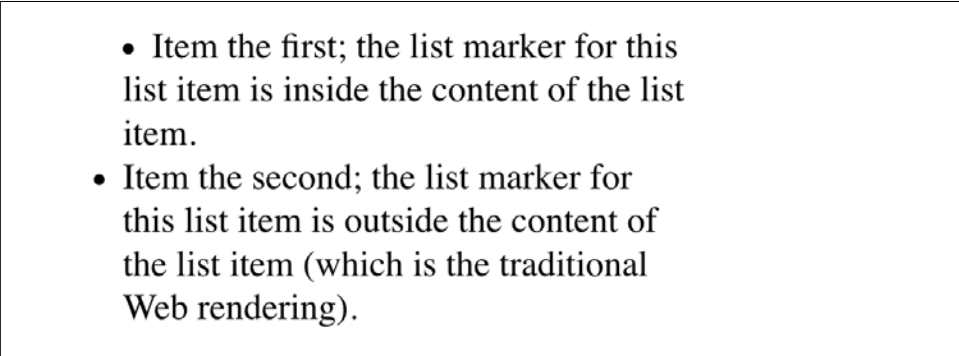 • Item the first; the list marker for this
list item is inside the content of the list
item.
• Item the second; the list marker for
this list item is outside the content of
the list item (which is the traditional
Web rendering).